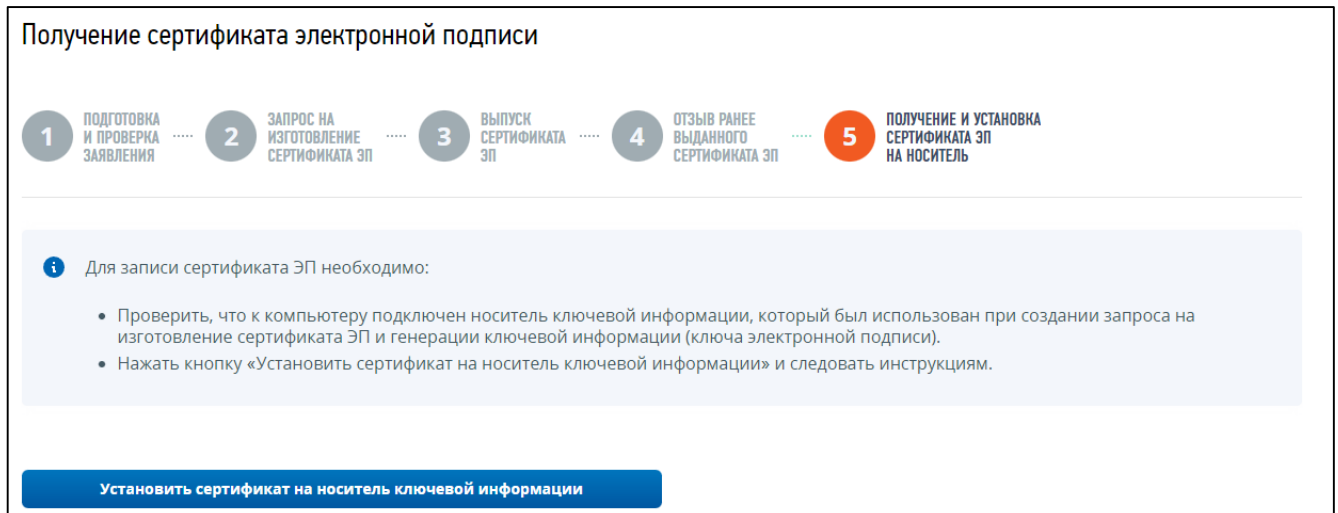 Получение сертификата электронной подписи
1 ПОДГОТОВКА И ПРОВЕРКА ЗАЯВЛЕНИЯ
2 ЗАПРОС НА ИЗГОТОВЛЕНИЕ СЕРТИФИКАТА ЭП
3 ВЫПУСК СЕРТИФИКАТА ЭП
4 ОТЗЫВ РАНЕЕ ВЫДАННОГО СЕРТИФИКАТА ЭП
5 ПОЛУЧЕНИЕ И УСТАНОВКА СЕРТИФИКАТА ЭП НА НОСИТЕЛЬ
Для записи сертификата ЭП необходимо:
• Проверить, что к компьютеру подключен носитель ключевой информации, который был использован при создании запроса на
изготовление сертификата ЭП и генерации ключевой информации (ключа электронной подписи).
• Нажать кнопку «Установить сертификат на носитель ключевой информации» и следовать инструкциям.
Установить сертификат на носитель ключевой информации